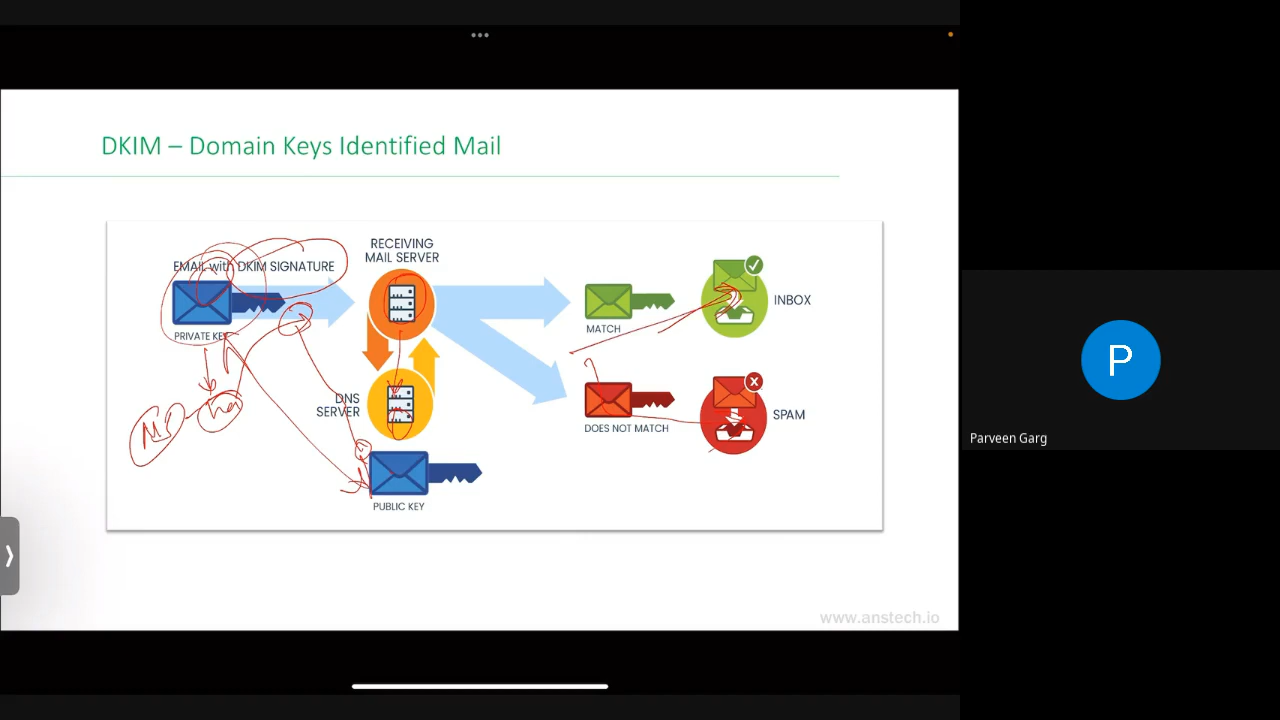 DKIM – Domain Keys Identified Mail
RECEIVING
MAIL SERVER
EMAIL with DKIM SIGNATURE
PRIVATE KEY
MATCH
INBOX
DNS
SERVER
DOES NOT MATCH
SPAM
PUBLIC KEY
www.anstech.io
P
Parveen Garg